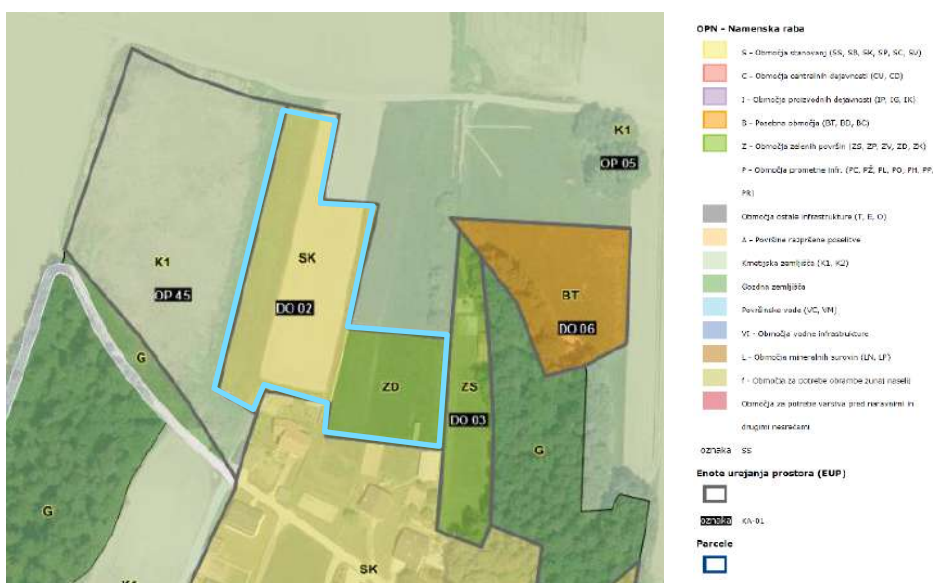 K1
OP 05
SK
K1
OP 45
DO 02
BT
DO 06
G
ZD
ZS
DO 03
G
G
SK
OPN - Namenska raba
S - Območja stanovanj (SS, SB, SK, SP, SC, SV)
C - Območja centralnih dejavnosti (CU, CD)
I - Območja proizvodnih dejavnosti (IP, IG, IK)
B - Posebna območja (BT, BD, BC)
Z - Območja zelenih površin (ZS, ZP, ZV, ZD, ZK)
P - Območja prometne infr. (PC, PŽ, PL, PO, PH, PP,
PR)
Območja ostale infrastrukture (T, E, O)
A - Površine razpršene poselitve
Kmetijska zemljišča (K1, K2)
Gozdna zemljišča
Površinske vode (VC, VM)
VI - Območja vodne infrastrukture
L - Območja mineralnih surovin (LN, LP)
f - Območja za potrebe obrambe zunaj naselij
Območja za potrebe varstva pred naravnimi in
drugimi nesrečami
oznaka SS
Enote urejanja prostora (EUP)
oznaka KA-01
Parcele